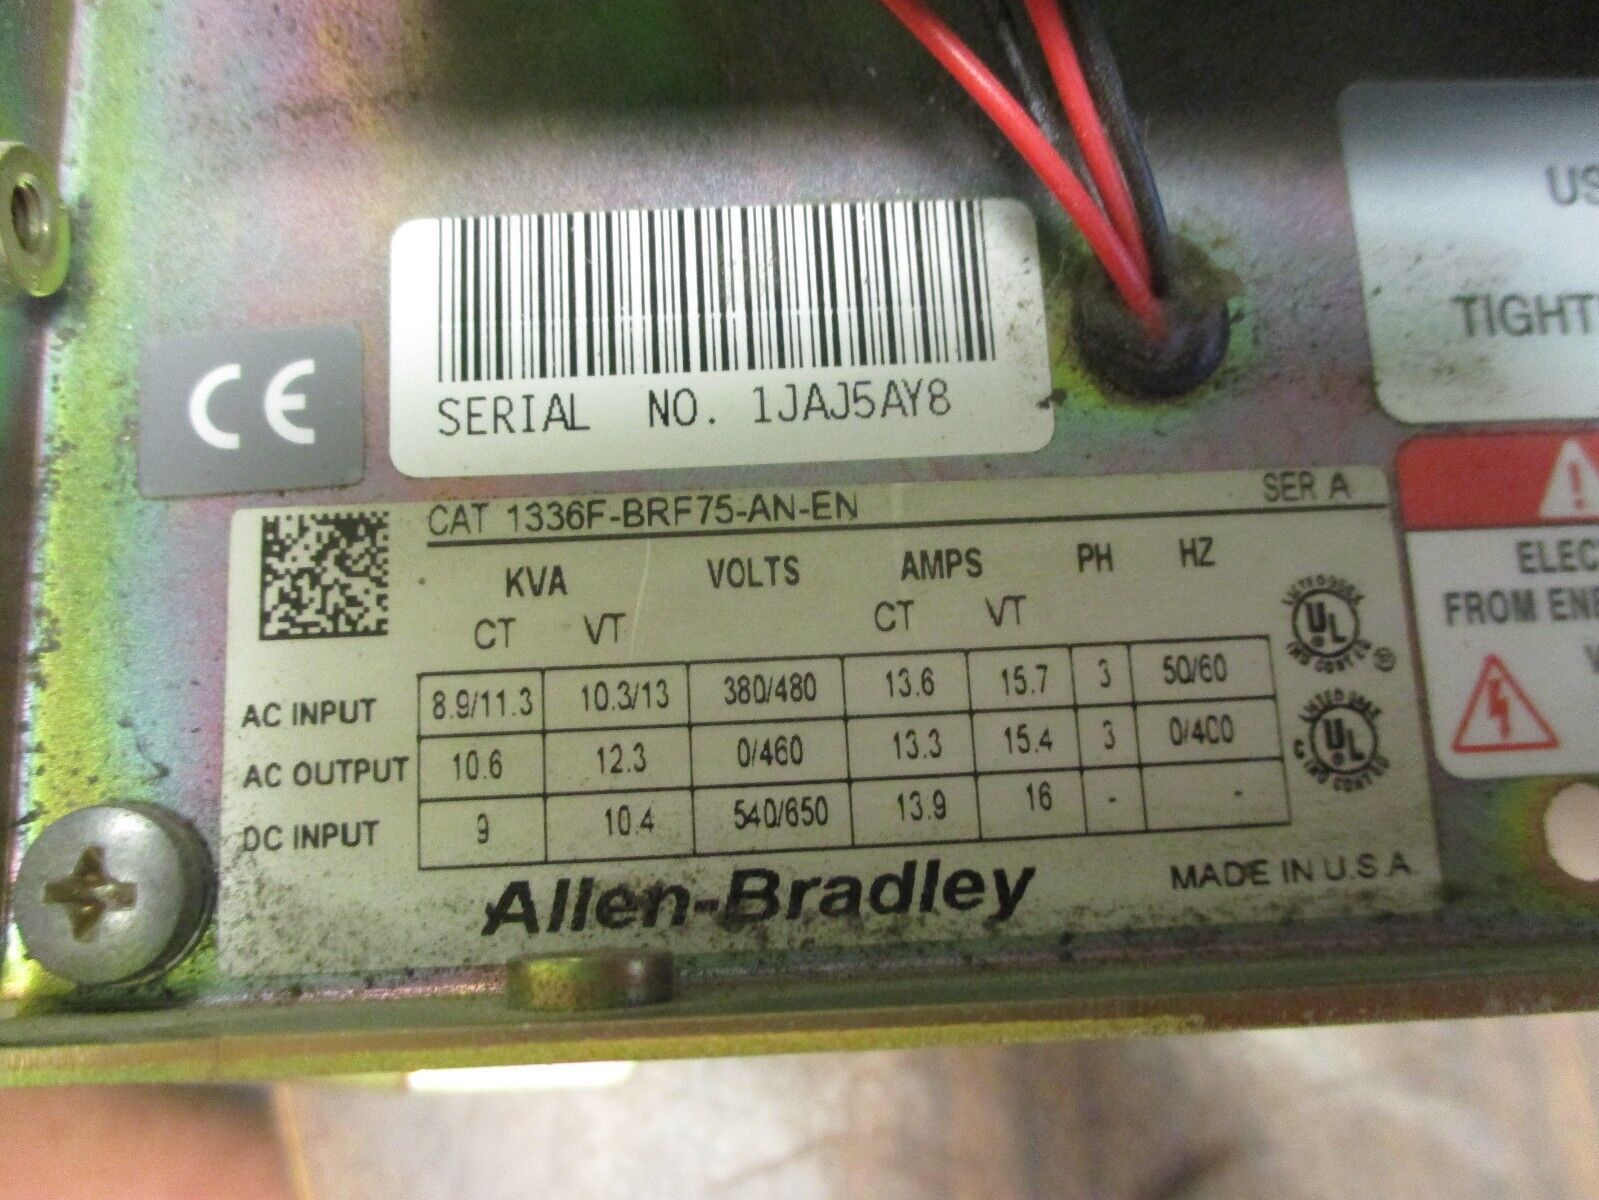 CE
SERIAL NO. 1JAJ5AY8
US
TIGHT
CAT 1336F-BRF75-AN-EN SER A
KVA VOLTS AMPS PH HZ
CT VT CT VT
AC INPUT 8.9/11.3 10.3/13 380/480 13.6 15.7 3 50/60
AC OUTPUT 10.6 12.3 0/460 13.3 15.4 3 0/400
DC INPUT 9 10.4 540/650 13.9 16 - -
Allen-Bradley MADE IN U.S.A.
UL
UL
ELEC
FROM ENE